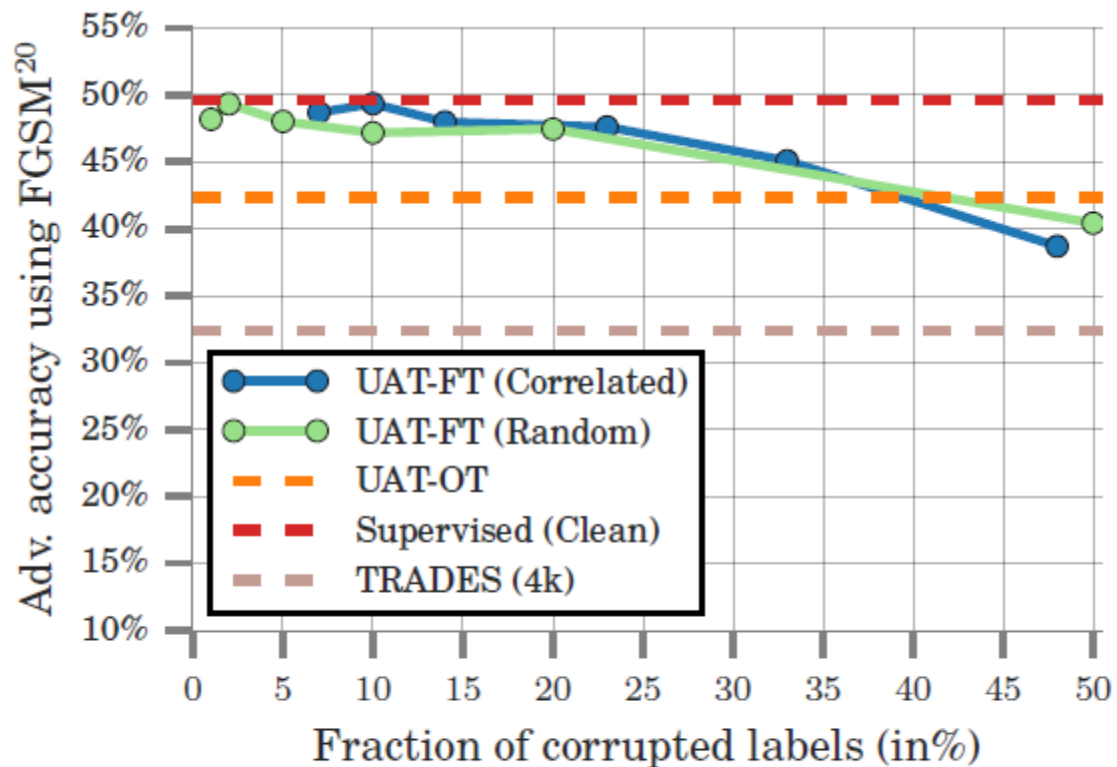 Adv. accuracy using FGSM²⁰
55%
50%
45%
40%
35%
30%
25%
20%
15%
10%
UAT-FT (Correlated)
UAT-FT (Random)
UAT-OT
Supervised (Clean)
TRADES (4k)
0 5 10 15 20 25 30 35 40 45 50
Fraction of corrupted labels (in%)